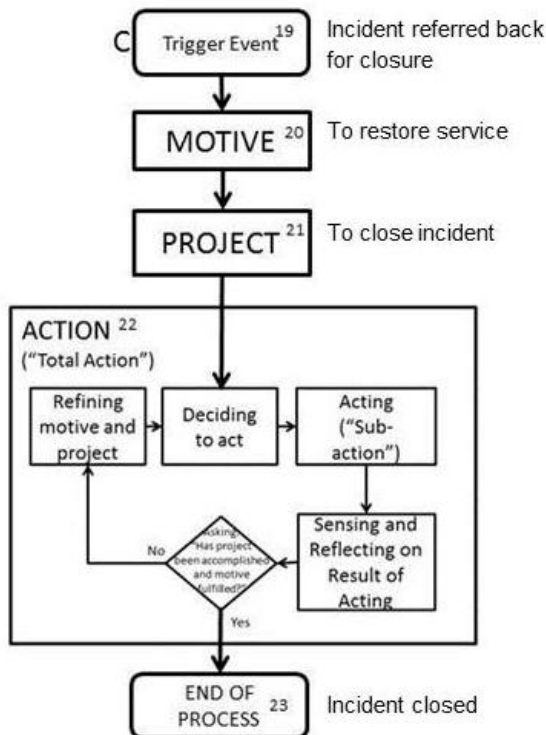 C
Trigger Event 19
Incident referred back
for closure
MOTIVE 20
To restore service
PROJECT 21
To close incident
ACTION 22
("Total Action")
Refining
motive and
project
Deciding
to act
Acting
("Sub-
action")
Sensing and
Reflecting on
Result of
Acting
Asking:
"Has project
been accomplished
and motive
fulfilled?"
No
Yes
END OF
PROCESS 23
Incident closed